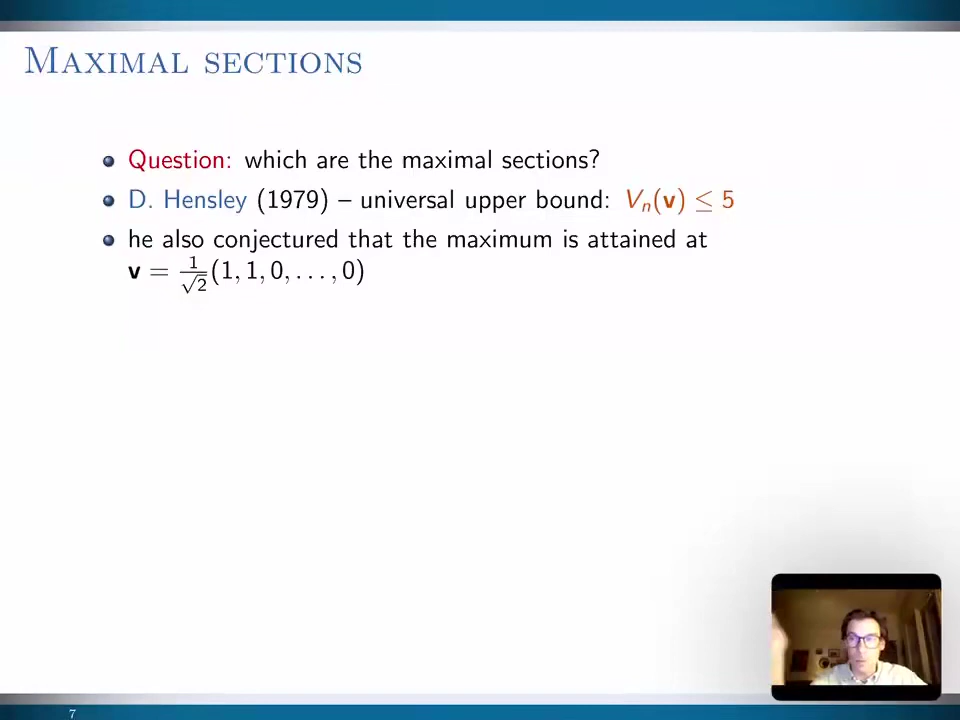 Maximal sections
Question: which are the maximal sections?
D. Hensley (1979) – universal upper bound: Vₙ(v) ≤ 5
he also conjectured that the maximum is attained at
v = 1/√2 (1, 1, 0, . . . , 0)
7